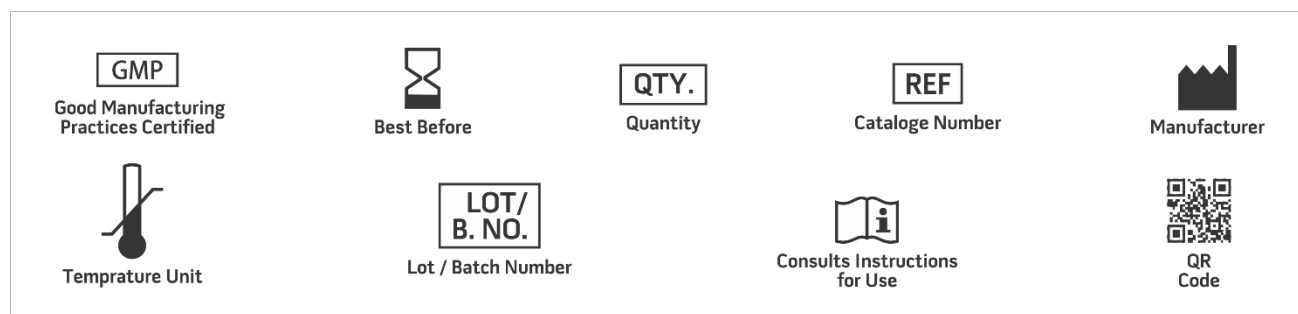 GMP
Good Manufacturing
Practices Certified
Best Before
QTY.
Quantity
REF
Cataloge Number
Manufacturer
Temprature Unit
LOT/
B. NO.
Lot / Batch Number
i
Consults Instructions
for Use
QR
Code